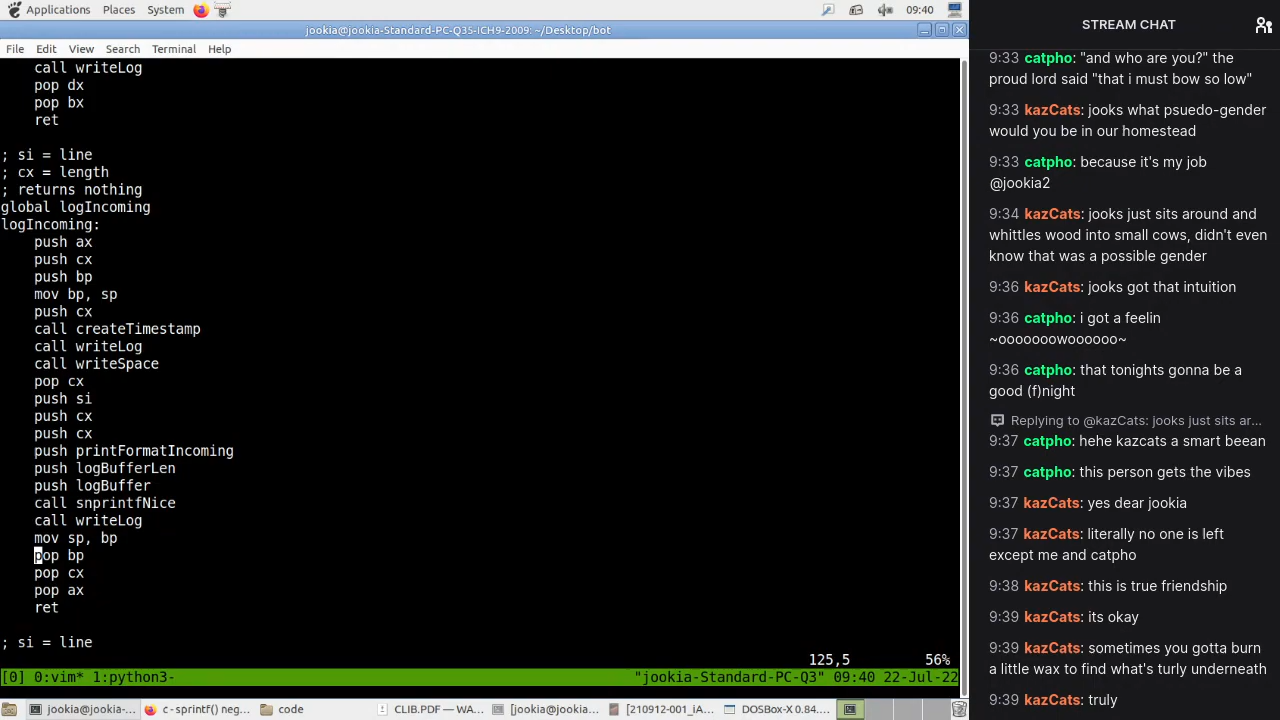 Applications Places System 09:40
jookia@jookia-Standard-PC-Q35-ICH9-2009: ~/Desktop/bot
File Edit View Search Terminal Help
call writeLog
pop dx
pop bx
ret
; si = line
; cx = length
; returns nothing
global logIncoming
logIncoming:
push ax
push cx
push bp
mov bp, sp
push cx
call createTimestamp
call writeLog
call writeSpace
pop cx
push si
push cx
push cx
push printFormatIncoming
push logBufferLen
push logBuffer
call snprintfNice
call writeLog
mov sp, bp
pop bp
pop cx
pop ax
ret
; si = line
125,5 56%
[0] 0:vim* 1:python3- "jookia-Standard-PC-Q3" 09:40 22-Jul-22
jookia@jookia-... c - sprintf() neg... code CLIB.PDF — WA... [jookia@jookia... [210912-001_iA... DOSBox-X 0.84...
STREAM CHAT
9:33 catpho: "and who are you?" the
proud lord said "that i must bow so low"
9:33 kazCats: jooks what psuedo-gender
would you be in our homestead
9:33 catpho: because it's my job
@jookia2
9:34 kazCats: jooks just sits around and
whittles wood into small cows, didn't even
know that was a possible gender
9:36 kazCats: jooks got that intuition
9:36 catpho: i got a feelin
~ooooooowoooooo~
9:36 catpho: that tonights gonna be a
good (f)night
Replying to @kazCats: jooks just sits ar...
9:37 catpho: hehe kazcats a smart beean
9:37 catpho: this person gets the vibes
9:37 kazCats: yes dear jookia
9:37 kazCats: literally no one is left
except me and catpho
9:38 kazCats: this is true friendship
9:39 kazCats: its okay
9:39 kazCats: sometimes you gotta burn
a little wax to find what's turly underneath
9:39 kazCats: truly